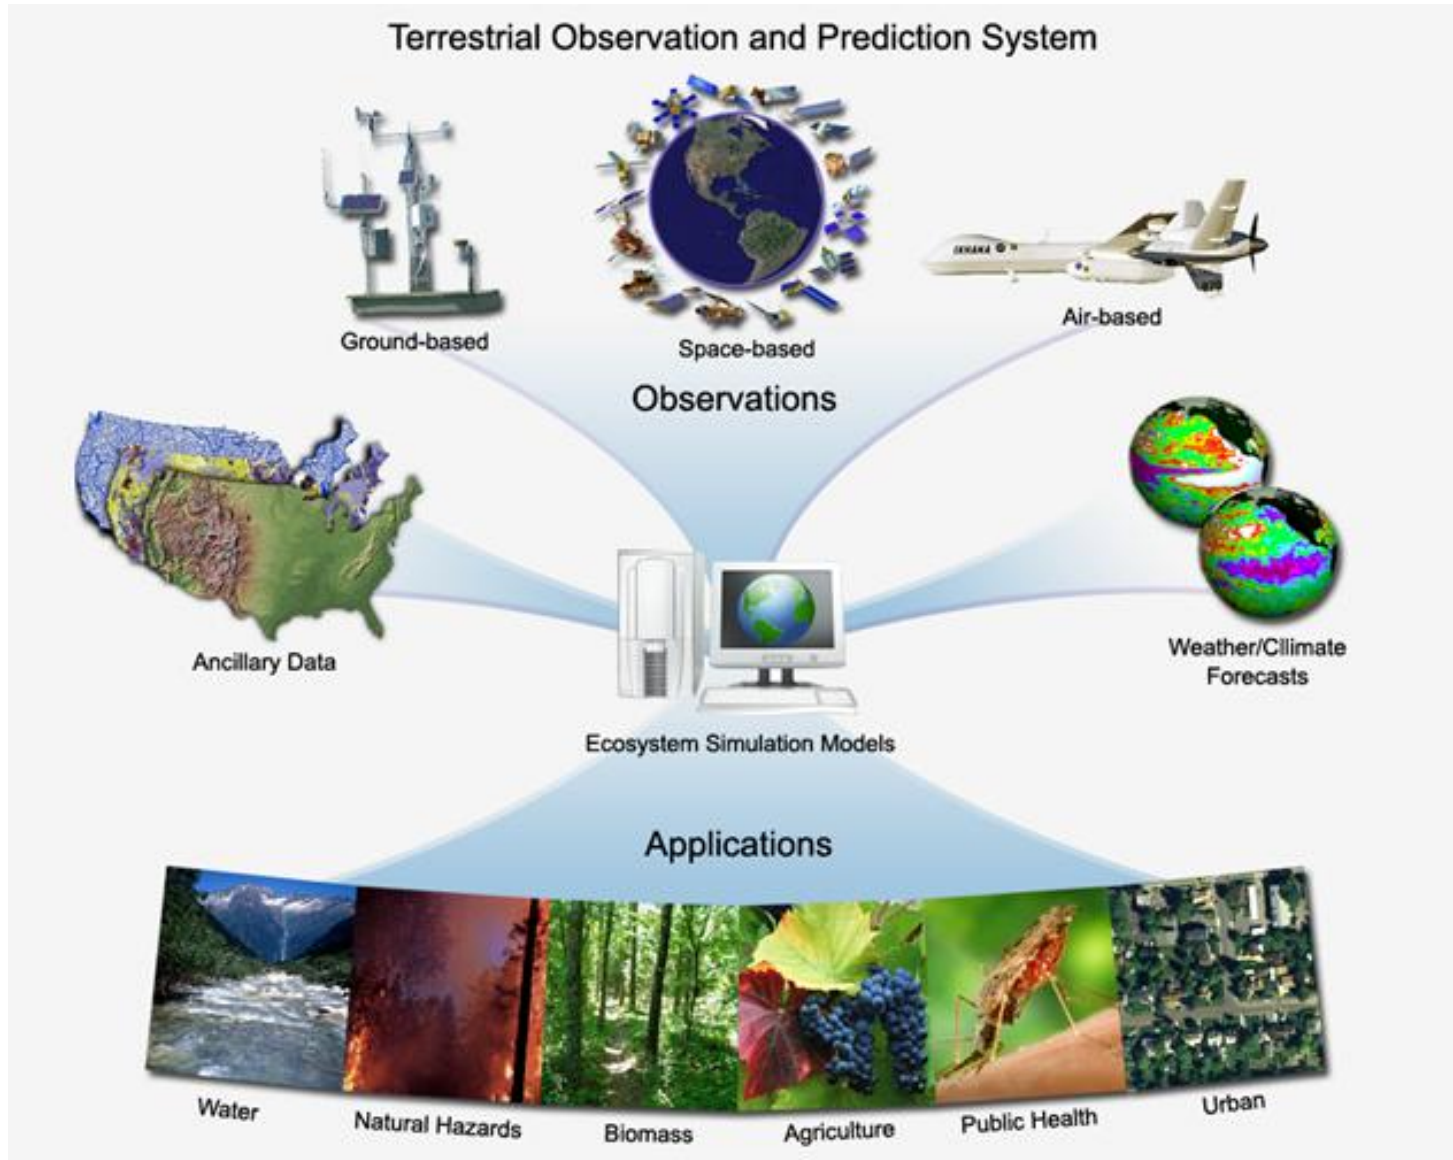 Terrestrial Observation and Prediction System
IKHANA
Ground-based
Space-based
Air-based
Observations
Ancillary Data
Weather/Cllimate
Forecasts
Ecosystem Simulation Models
Applications
Water
Natural Hazards
Biomass
Agriculture
Public Health
Urban